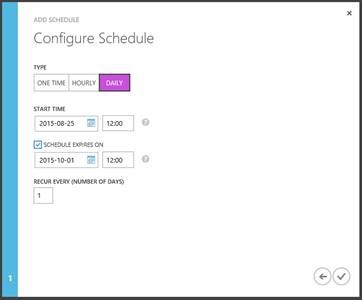 ADD SCHEDULE
Configure Schedule
TYPE
ONE TIME HOURLY DAILY
START TIME
2015-08-25 12:00 ?
SCHEDULE EXPIRES ON
2015-10-01 12:00 ?
RECUR EVERY (NUMBER OF DAYS)
1
1